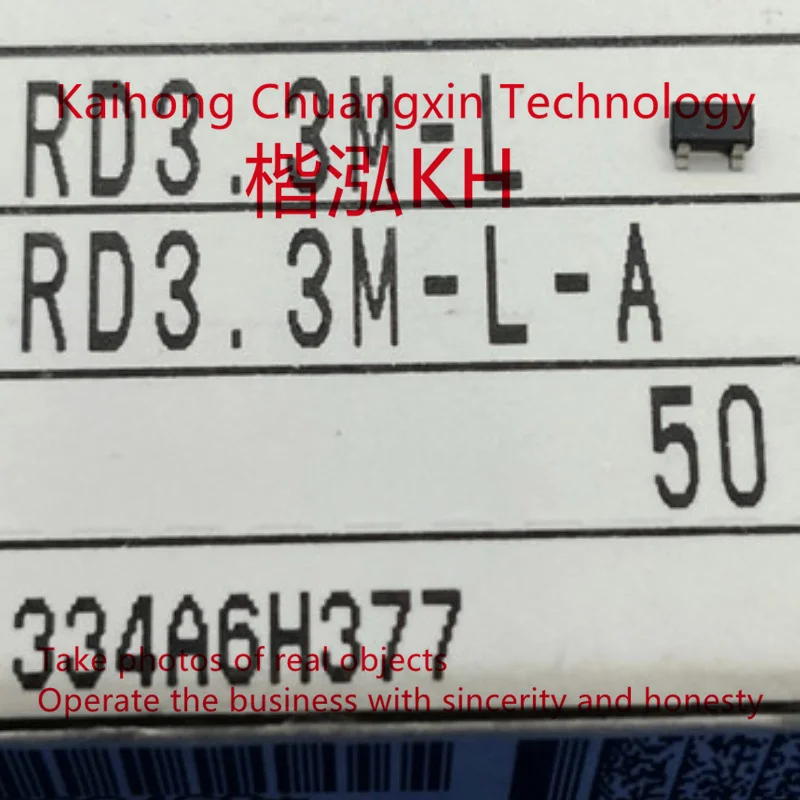 Kaihong Chuangxin Technology
RD3.3M-L
楷泓KH
RD3.3M-L-A
50
334A6H377
Take photos of real objects
Operate the business with sincerity and honesty